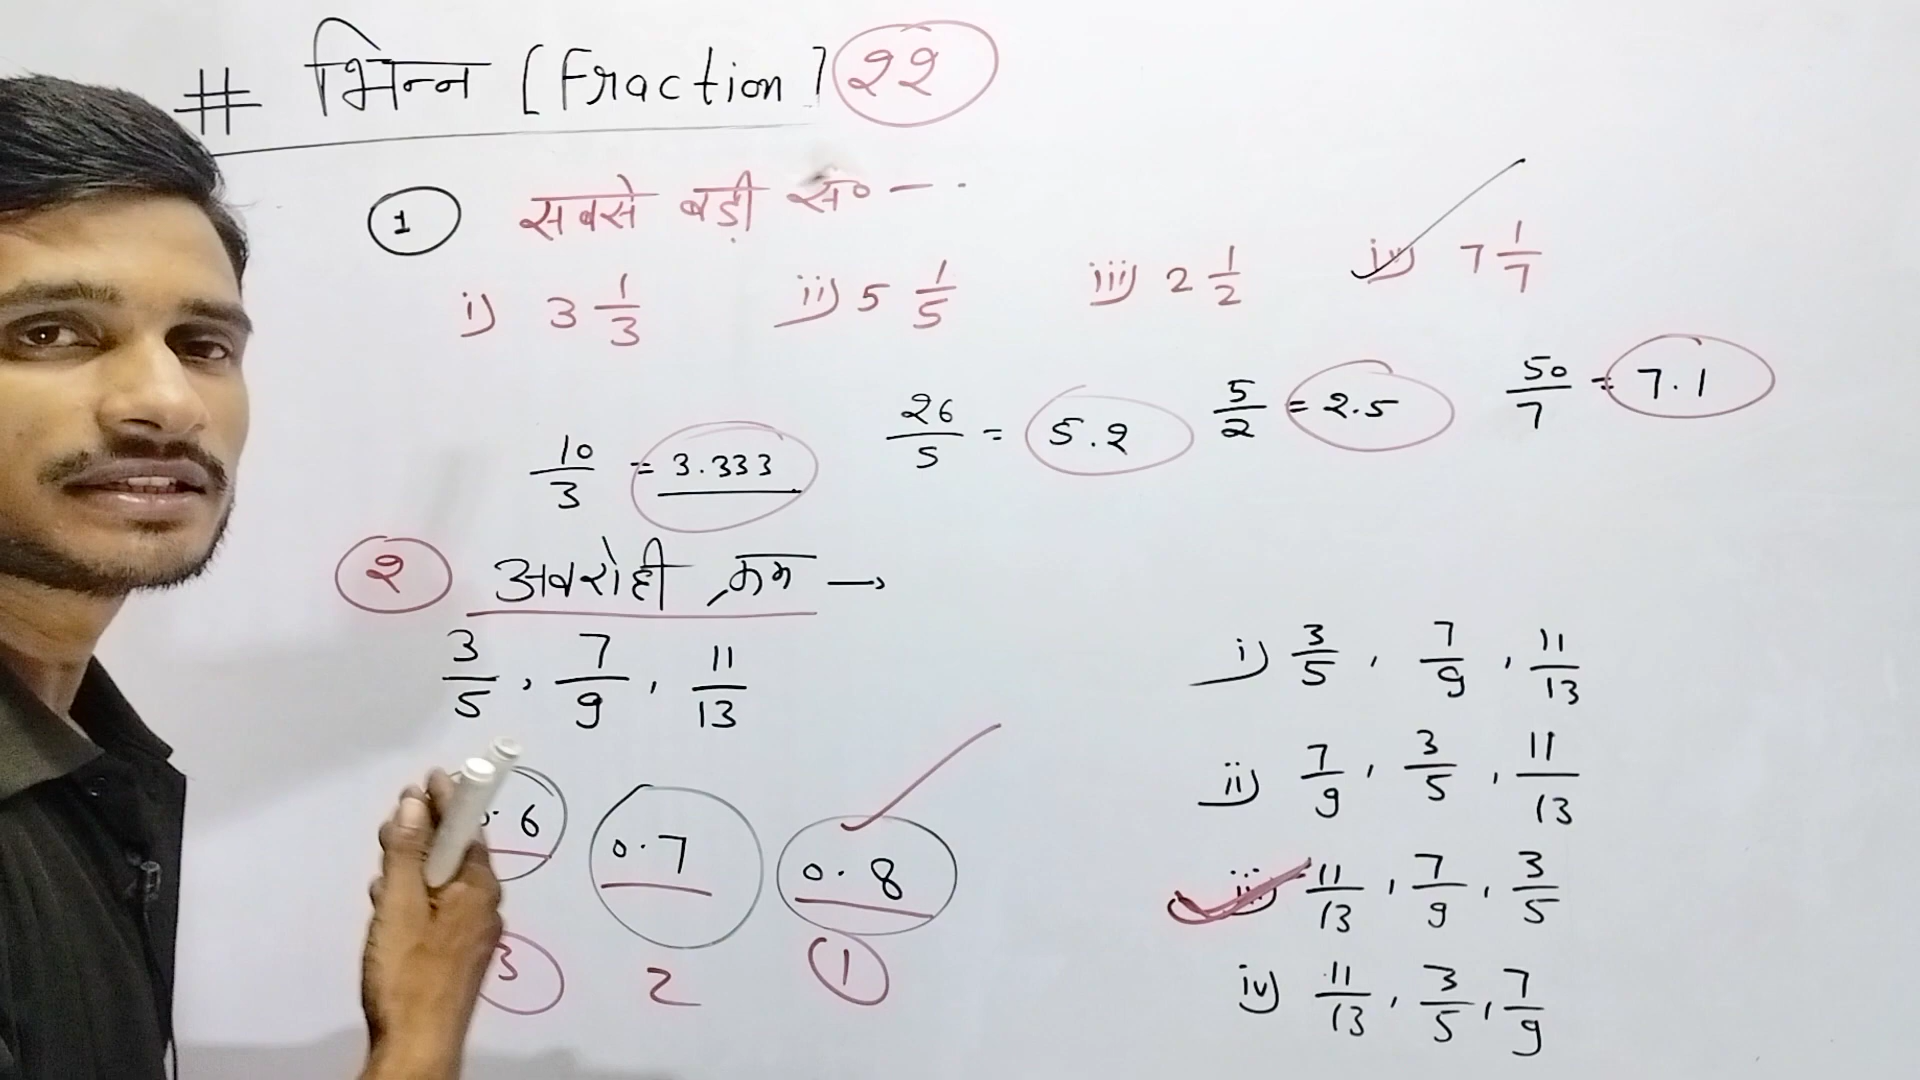 # भिन्न [Fraction] 22
1 सबसे बड़ी सं० - .
i) 3 1/3 ii) 5 1/5 iii) 2 1/2 iv) 7 1/7
10/3 = 3.333 26/5 = 5.2 5/2 = 2.5 50/7 = 7.1
2 अवरोही क्रम →
3/5 , 7/9 , 11/13
.6 0.7 0.8
3 2 1
i) 3/5 , 7/9 , 11/13
ii) 7/9 , 3/5 , 11/13
iii) 11/13 , 7/9 , 3/5
iv) 11/13 , 3/5 , 7/9